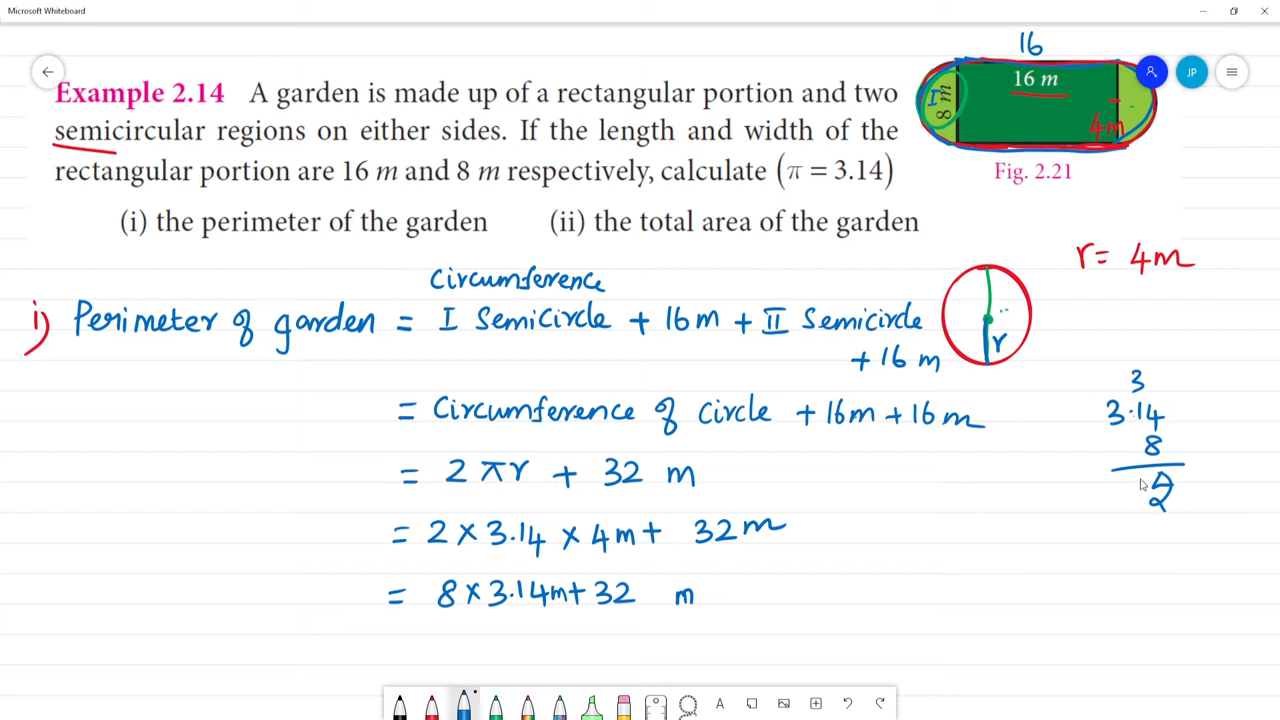 Microsoft Whiteboard
16
Example 2.14 A garden is made up of a rectangular portion and two
semicircular regions on either sides. If the length and width of the
rectangular portion are 16 m and 8 m respectively, calculate (π = 3.14)
(i) the perimeter of the garden (ii) the total area of the garden
16 m
I
8 m
4m
JP
Fig. 2.21
r = 4m
Circumference
i) Perimeter of garden = I Semicircle + 16m + II Semicircle
+ 16 m
r
= Circumference of circle + 16m + 16m
= 2πr + 32 m
= 2 × 3.14 × 4m + 32m
= 8 × 3.14m + 32 m
3
3.14
8
2
A